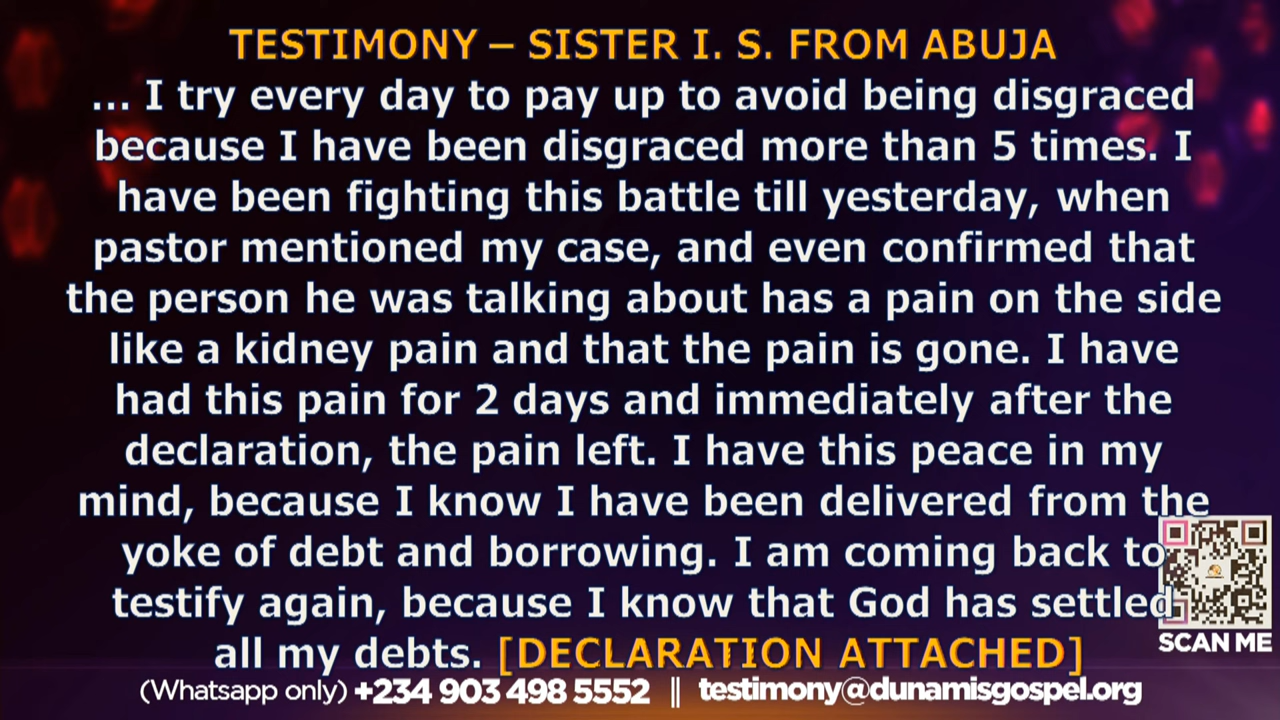 TESTIMONY – SISTER I. S. FROM ABUJA
... I try every day to pay up to avoid being disgraced
because I have been disgraced more than 5 times. I
have been fighting this battle till yesterday, when
pastor mentioned my case, and even confirmed that
the person he was talking about has a pain on the side
like a kidney pain and that the pain is gone. I have
had this pain for 2 days and immediately after the
declaration, the pain left. I have this peace in my
mind, because I know I have been delivered from the
yoke of debt and borrowing. I am coming back to
testify again, because I know that God has settled
all my debts. [DECLARATION ATTACHED]
SCAN ME
(Whatsapp only) +234 903 498 5552 || testimony@dunamisgospel.org